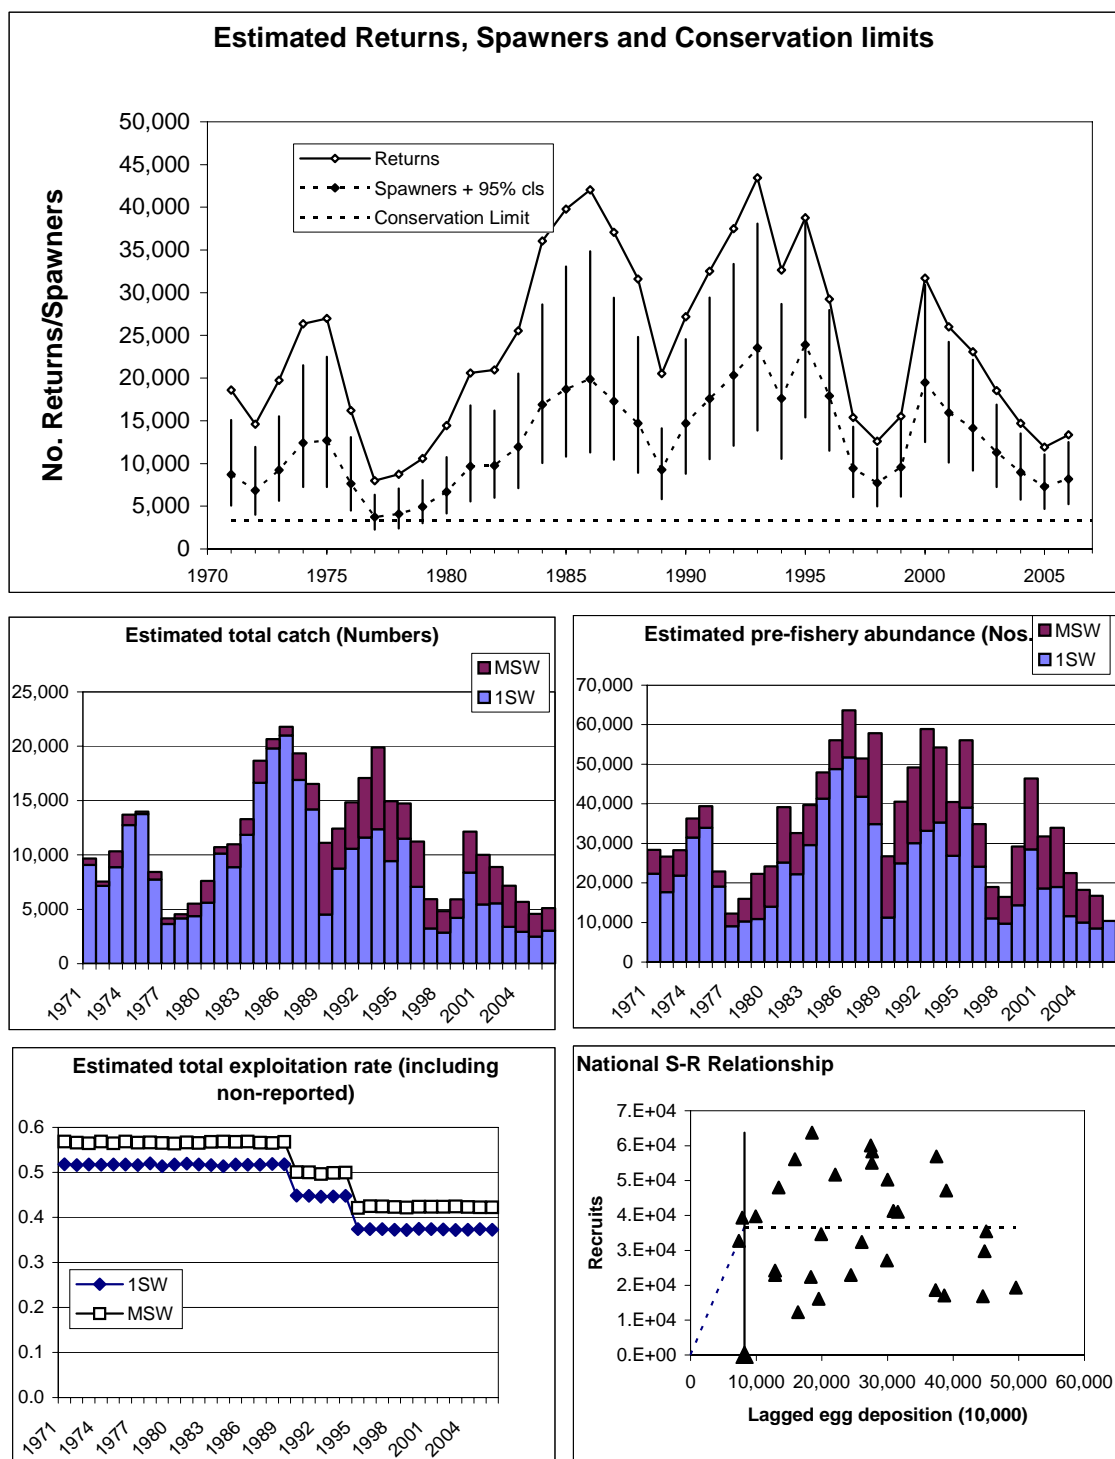 Estimated Returns, Spawners and Conservation limits
No. Returns/Spawners
50,000
45,000
40,000
35,000
30,000
25,000
20,000
15,000
10,000
5,000
0
Returns
Spawners + 95% cls
Conservation Limit
1970 1975 1980 1985 1990 1995 2000 2005
Estimated total catch (Numbers)
MSW
1SW
25,000
20,000
15,000
10,000
5,000
0
1971 1974 1977 1980 1983 1986 1989 1992 1995 1998 2001 2004
Estimated pre-fishery abundance (Nos.
MSW
1SW
70,000
60,000
50,000
40,000
30,000
20,000
10,000
0
1971 1974 1977 1980 1983 1986 1989 1992 1995 1998 2001 2004
Estimated total exploitation rate (including
non-reported)
0.6
0.5
0.4
0.3
0.2
0.1
0.0
1SW
MSW
1971 1974 1977 1980 1983 1986 1989 1992 1995 1998 2001 2004
National S-R Relationship
Recruits
7.E+04
6.E+04
5.E+04
4.E+04
3.E+04
2.E+04
1.E+04
0.E+00
0 10,000 20,000 30,000 40,000 50,000 60,000
Lagged egg deposition (10,000)